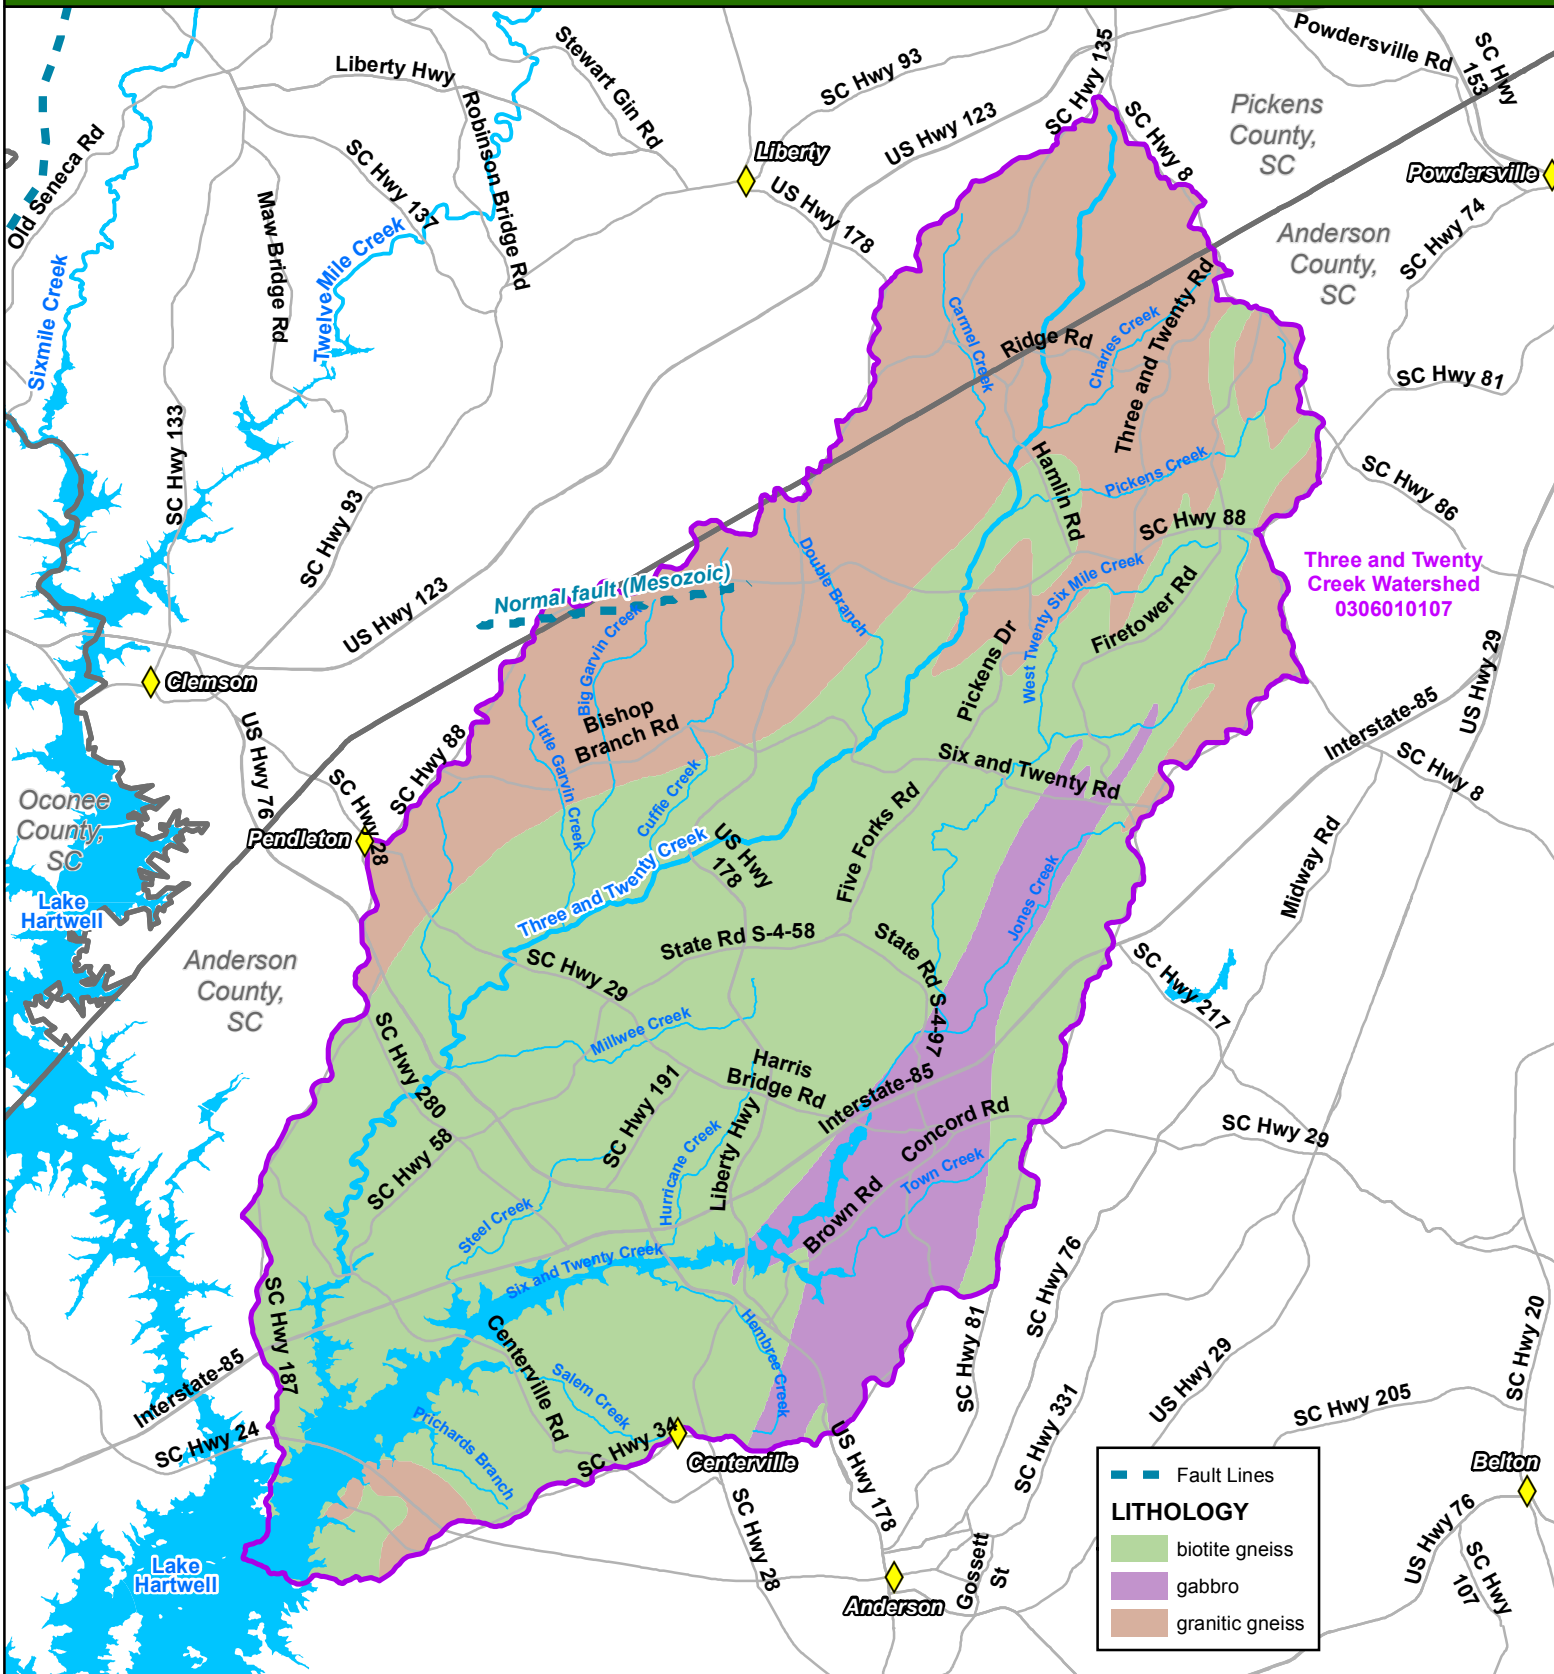 Liberty Hwy
Stewart Gin Rd
SC Hwy 93
US Hwy 123
SC Hwy 135
SC Hwy 8
Pickens
County,
SC
Powdersville Rd
SC Hwy
153
Powdersville
Old Seneca Rd
Robinson Bridge Rd
SC Hwy 137
Liberty
US Hwy 178
Maw Bridge Rd
Twelve Mile Creek
Sixmile Creek
Anderson
County,
SC
SC Hwy 74
SC Hwy 81
Carmel Creek
Ridge Rd
Charles Creek
Three and Twenty Rd
SC Hwy 133
SC Hwy 93
US Hwy 123
Hamlin Rd
Pickens Creek
SC Hwy 88
SC Hwy 86
Normal fault (Mesozoic)
Double Branch
West Twenty Six Mile Creek
Firetower Rd
Three and Twenty
Creek Watershed
0306010107
Clemson
US Hwy 76
SC Hwy 28
SC Hwy 88
Pendleton
Big Garvin Creek
Little Garvin Creek
Bishop
Branch Rd
Cuffie Creek
Pickens Dr
Six and Twenty Rd
Interstate-85
US Hwy 29
SC Hwy 8
Oconee
County,
SC
Lake
Hartwell
Three and Twenty Creek
US Hwy
178
Five Forks Rd
Jones Creek
Midway Rd
Anderson
County,
SC
SC Hwy 29
State Rd S-4-58
State Rd S-4-97
SC Hwy 217
SC Hwy 280
Millwee Creek
Harris
Bridge Rd
Interstate-85
SC Hwy 191
SC Hwy 58
Hurricane Creek
Liberty Hwy
Concord Rd
Town Creek
Brown Rd
SC Hwy 29
Steel Creek
Six and Twenty Creek
SC Hwy 187
Centerville Rd
Hembree Creek
SC Hwy 76
SC Hwy 81
Interstate-85
SC Hwy 24
Salem Creek
Prichards Branch
SC Hwy 34
Centerville
US Hwy 178
SC Hwy 331
US Hwy 29
SC Hwy 205
SC Hwy 20
Belton
US Hwy 76
SC Hwy
107
SC Hwy 28
Anderson
Gossett
St
Lake
Hartwell
Fault Lines
LITHOLOGY
biotite gneiss
gabbro
granitic gneiss